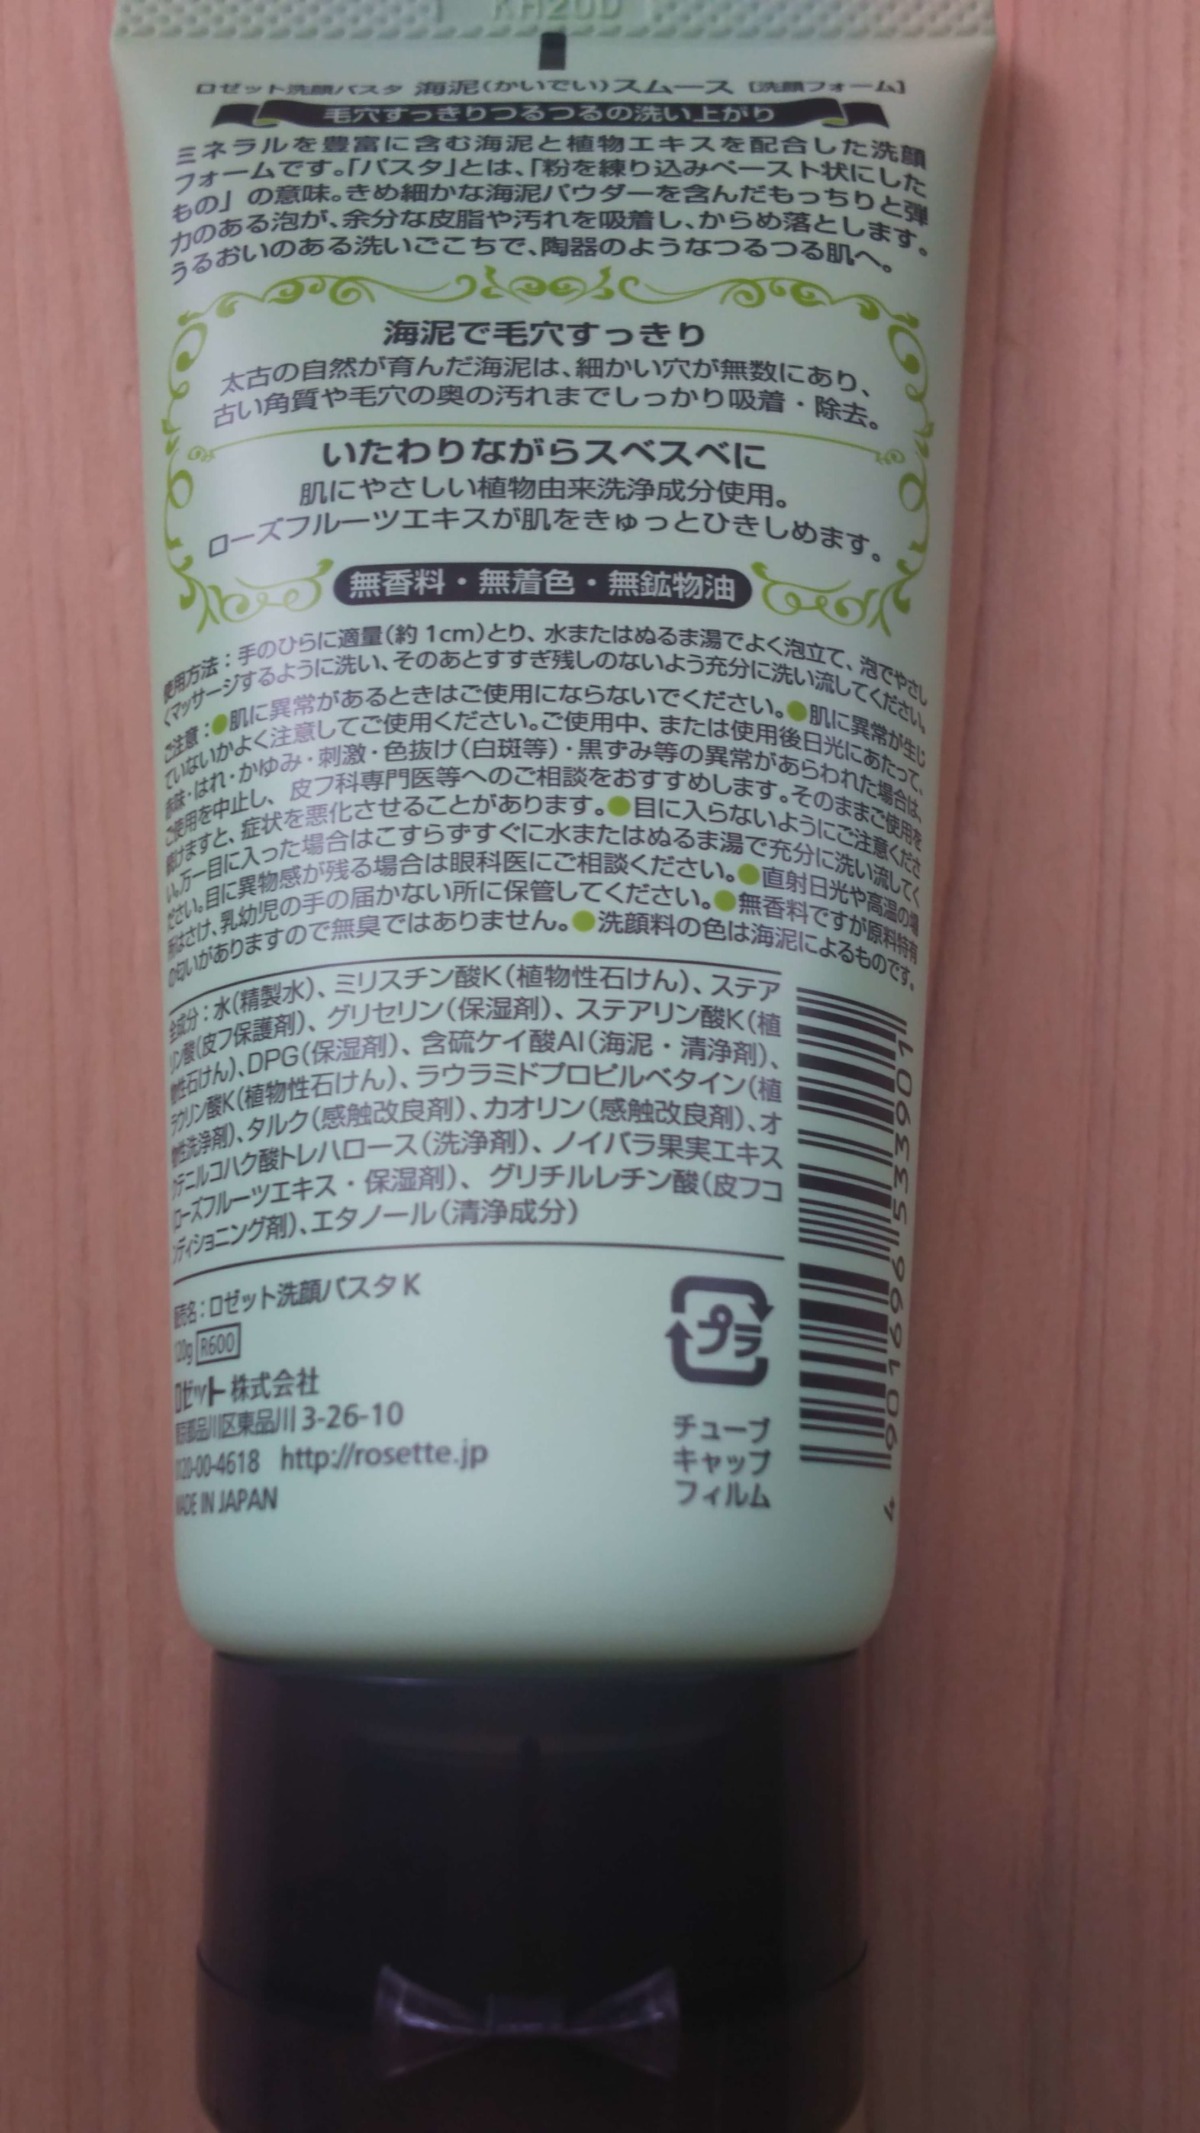 KH20D
ロゼット洗顔パスタ 海泥(かいでい)スムース [洗顔フォーム]
毛穴すっきりつるつるの洗い上がり
ミネラルを豊富に含む海泥と植物エキスを配合した洗顔
フォームです。「パスタ」とは、「粉を練り込みペースト状にした
もの」の意味。きめ細かな海泥パウダーを含んだもっちりと弾
力のある泡が、余分な皮脂や汚れを吸着し、からめ落とします。
うるおいのある洗いごこちで、陶器のようなつるつる肌へ。
海泥で毛穴すっきり
太古の自然が育んだ海泥は、細かい穴が無数にあり、
古い角質や毛穴の奥の汚れまでしっかり吸着・除去。
いたわりながらスベスベに
肌にやさしい植物由来洗浄成分使用。
ローズフルーツエキスが肌をきゅっとひきしめます。
無香料・無着色・無鉱物油
使用方法：手のひらに適量(約1cm)とり、水またはぬるま湯でよく泡立て、泡でやさし
くマッサージするように洗い、そのあとすすぎ残しのないよう充分に洗い流してください。
ご注意：●肌に異常があるときはご使用にならないでください。●肌に異常が生じ
ていないかよく注意してご使用ください。ご使用中、または使用後日光にあたって、
赤味・はれ・かゆみ・刺激・色抜け(白斑等)・黒ずみ等の異常があらわれた場合は、
ご使用を中止し、皮フ科専門医等へのご相談をおすすめします。そのままご使用を
続けますと、症状を悪化させることがあります。●目に入らないようにご注意くださ
い。万一目に入った場合はこすらずすぐに水またはぬるま湯で充分に洗い流してく
ださい。目に異物感が残る場合は眼科医にご相談ください。●直射日光や高温の場
所はさけ、乳幼児の手の届かない所に保管してください。●無香料ですが原料特有
の匂いがありますので無臭ではありません。●洗顔料の色は海泥によるものです。
全成分：水(精製水)、ミリスチン酸K(植物性石けん)、ステア
リン酸(皮フ保護剤)、グリセリン(保湿剤)、ステアリン酸K(植
物性石けん)、DPG(保湿剤)、含硫ケイ酸Al(海泥・清浄剤)、
ラウリン酸K(植物性石けん)、ラウラミドプロピルベタイン(植
物性洗浄剤)、タルク(感触改良剤)、カオリン(感触改良剤)、オ
クテニルコハク酸トレハロース(洗浄剤)、ノイバラ果実エキス
(ローズフルーツエキス・保湿剤)、グリチルレチン酸(皮フコ
ンディショニング剤)、エタノール(清浄成分)
販売名：ロゼット洗顔パスタK
120g R600
ロゼット株式会社
東京都品川区東品川3-26-10
0120-00-4618 http://rosette.jp
MADE IN JAPAN
プラ
チューブ
キャップ
フィルム
4 901696 535901